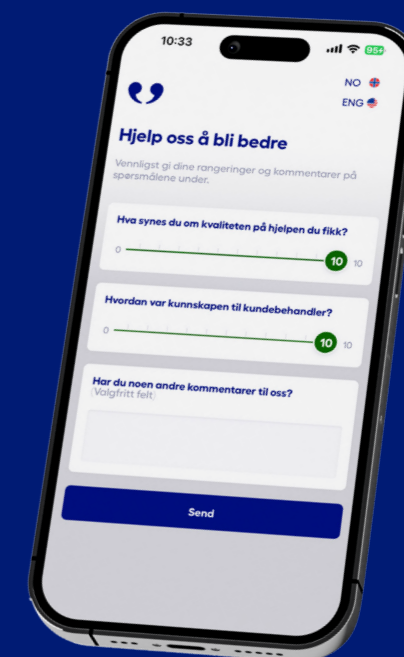 10:33
95
NO
ENG
Hjelp oss å bli bedre
Vennligst gi dine rangeringer og kommentarer på
spørsmålene under.
Hva synes du om kvaliteten på hjelpen du fikk?
0 10 10
Hvordan var kunnskapen til kundebehandler?
0 10 10
Har du noen andre kommentarer til oss?
(Valgfritt felt)
Send